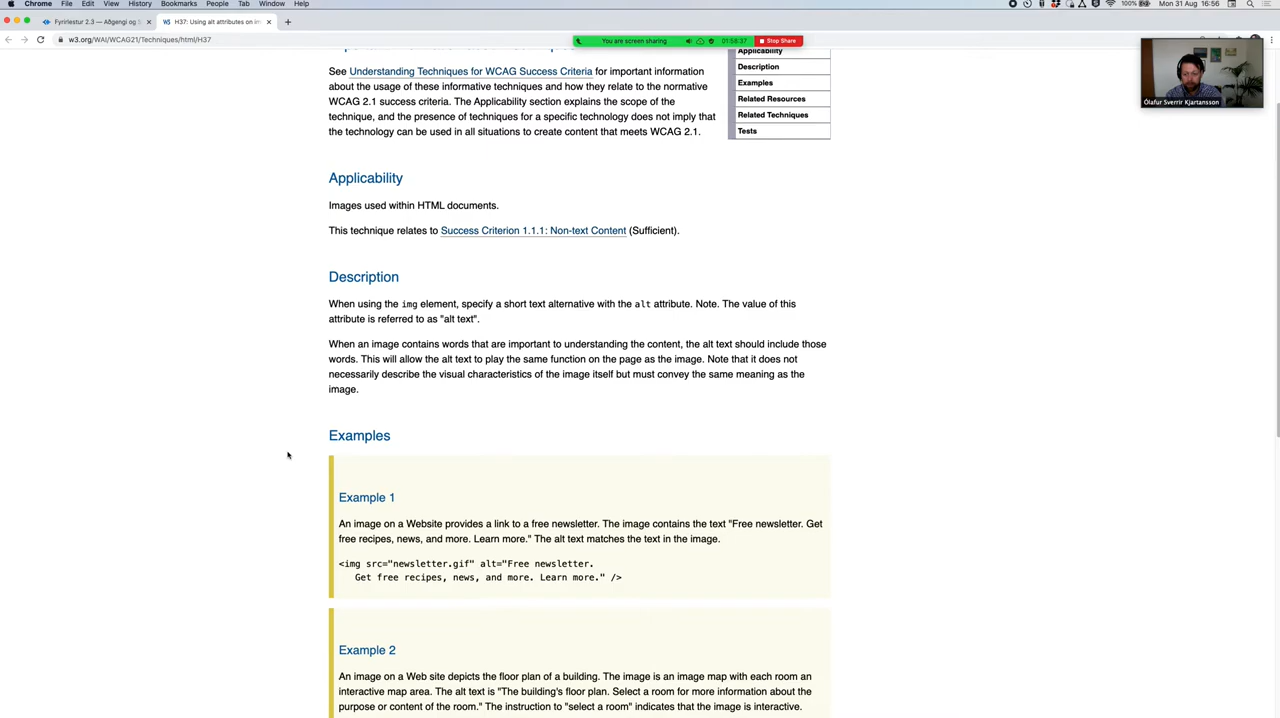 Chrome File Edit View History Bookmarks People Tab Window Help
100% Mon 31 Aug 16:56
Fyrirlestur 2.3 — Aðgengi og
H37: Using alt attributes on im
w3.org/WAI/WCAG21/Techniques/html/H37
You are screen sharing 01:58:37 Stop Share
Ólafur Sverrir Kjartansson
Applicability
Description
Examples
Related Resources
Related Techniques
Tests
See Understanding Techniques for WCAG Success Criteria for important information
about the usage of these informative techniques and how they relate to the normative
WCAG 2.1 success criteria. The Applicability section explains the scope of the
technique, and the presence of techniques for a specific technology does not imply that
the technology can be used in all situations to create content that meets WCAG 2.1.
Applicability
Images used within HTML documents.
This technique relates to Success Criterion 1.1.1: Non-text Content (Sufficient).
Description
When using the img element, specify a short text alternative with the alt attribute. Note. The value of this
attribute is referred to as "alt text".
When an image contains words that are important to understanding the content, the alt text should include those
words. This will allow the alt text to play the same function on the page as the image. Note that it does not
necessarily describe the visual characteristics of the image itself but must convey the same meaning as the
image.
Examples
Example 1
An image on a Website provides a link to a free newsletter. The image contains the text "Free newsletter. Get
free recipes, news, and more. Learn more." The alt text matches the text in the image.
<img src="newsletter.gif" alt="Free newsletter.
Get free recipes, news, and more. Learn more." />
Example 2
An image on a Web site depicts the floor plan of a building. The image is an image map with each room an
interactive map area. The alt text is "The building's floor plan. Select a room for more information about the
purpose or content of the room." The instruction to "select a room" indicates that the image is interactive.